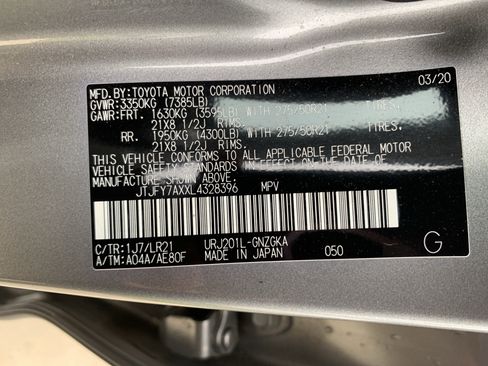 MFD.BY:TOYOTA MOTOR CORPORATION 03/20
GVWR:3350KG (7385LB)
GAWR:FRT. 1630KG (3595LB) WITH 275/50R21 TIRES,
21X8 1/2J RIMS.
RR. 1950KG (4300LB) WITH 275/50R21 TIRES,
21X8 1/2J RIMS.
THIS VEHICLE CONFORMS TO ALL APPLICABLE FEDERAL MOTOR
VEHICLE SAFETY STANDARDS IN EFFECT ON THE DATE OF
MANUFACTURE SHOWN ABOVE.
JTJFY7AXXL4328396 MPV
C/TR:1J7/LR21 URJ201L-GNZGKA
A/TM:A04A/AE80F MADE IN JAPAN 050 G